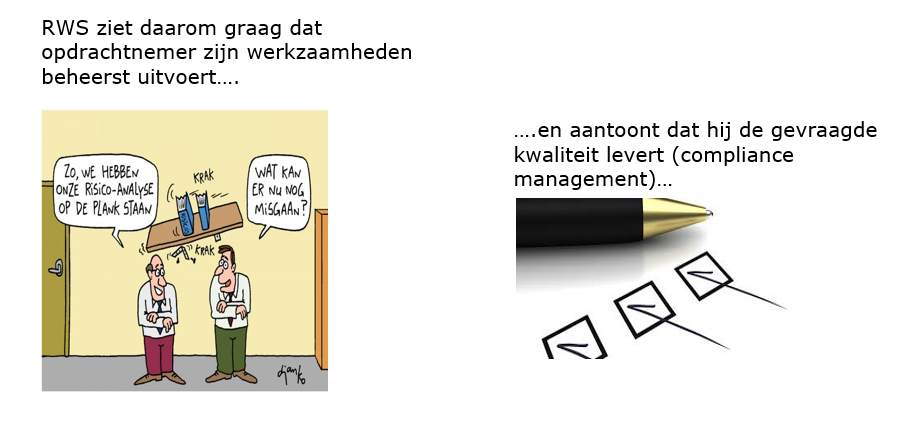 RWS ziet daarom graag dat
opdrachtnemer zijn werkzaamheden
beheerst uitvoert….
ZO, WE HEBBEN
ONZE RISICO-ANALYSE
OP DE PLANK STAAN
KRAK
WAT KAN
ER NU NOG
MISGAAN?
KRAK
djanko
….en aantoont dat hij de gevraagde
kwaliteit levert (compliance
management)…